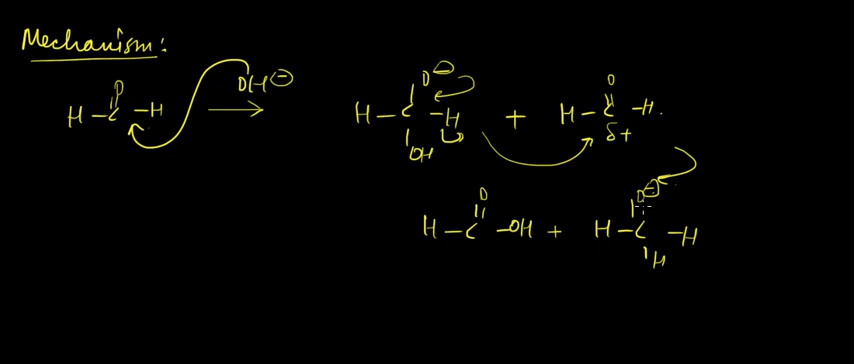 Mechanism:
H-C(=O)-H OH⊖ → H-C(O⊖)(OH)-H + H-C(=O)-H. δ+
H-C(=O)-OH + H-C(O⊖)(H)-H